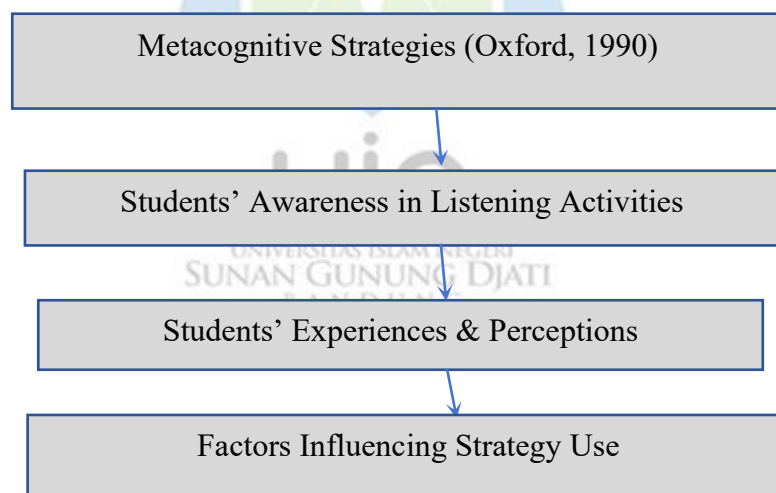 Metacognitive Strategies (Oxford, 1990)
Students’ Awareness in Listening Activities
UNIVERSITAS ISLAM NEGERI
SUNAN GUNUNG DJATI
Students’ Experiences & Perceptions
Factors Influencing Strategy Use